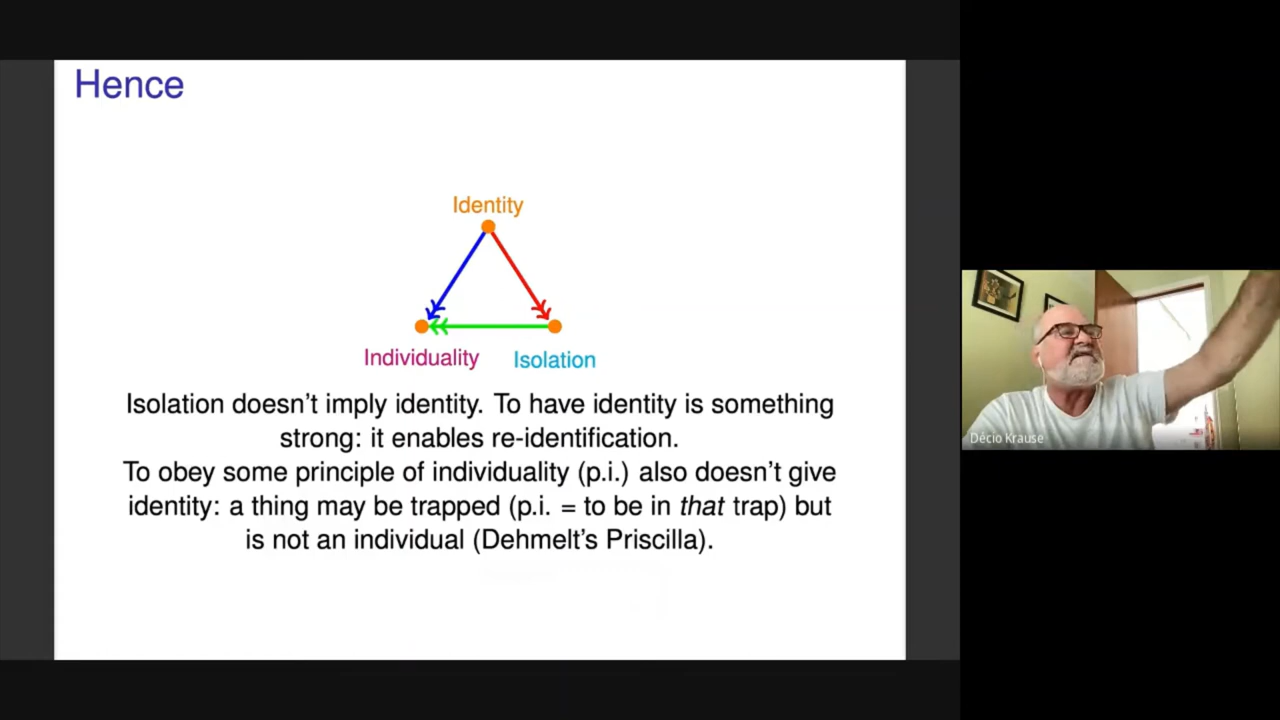 Hence
Identity
Individuality
Isolation
Isolation doesn't imply identity. To have identity is something
strong: it enables re-identification.
To obey some principle of individuality (p.i.) also doesn't give
identity: a thing may be trapped (p.i. = to be in that trap) but
is not an individual (Dehmelt's Priscilla).
Décio Krause